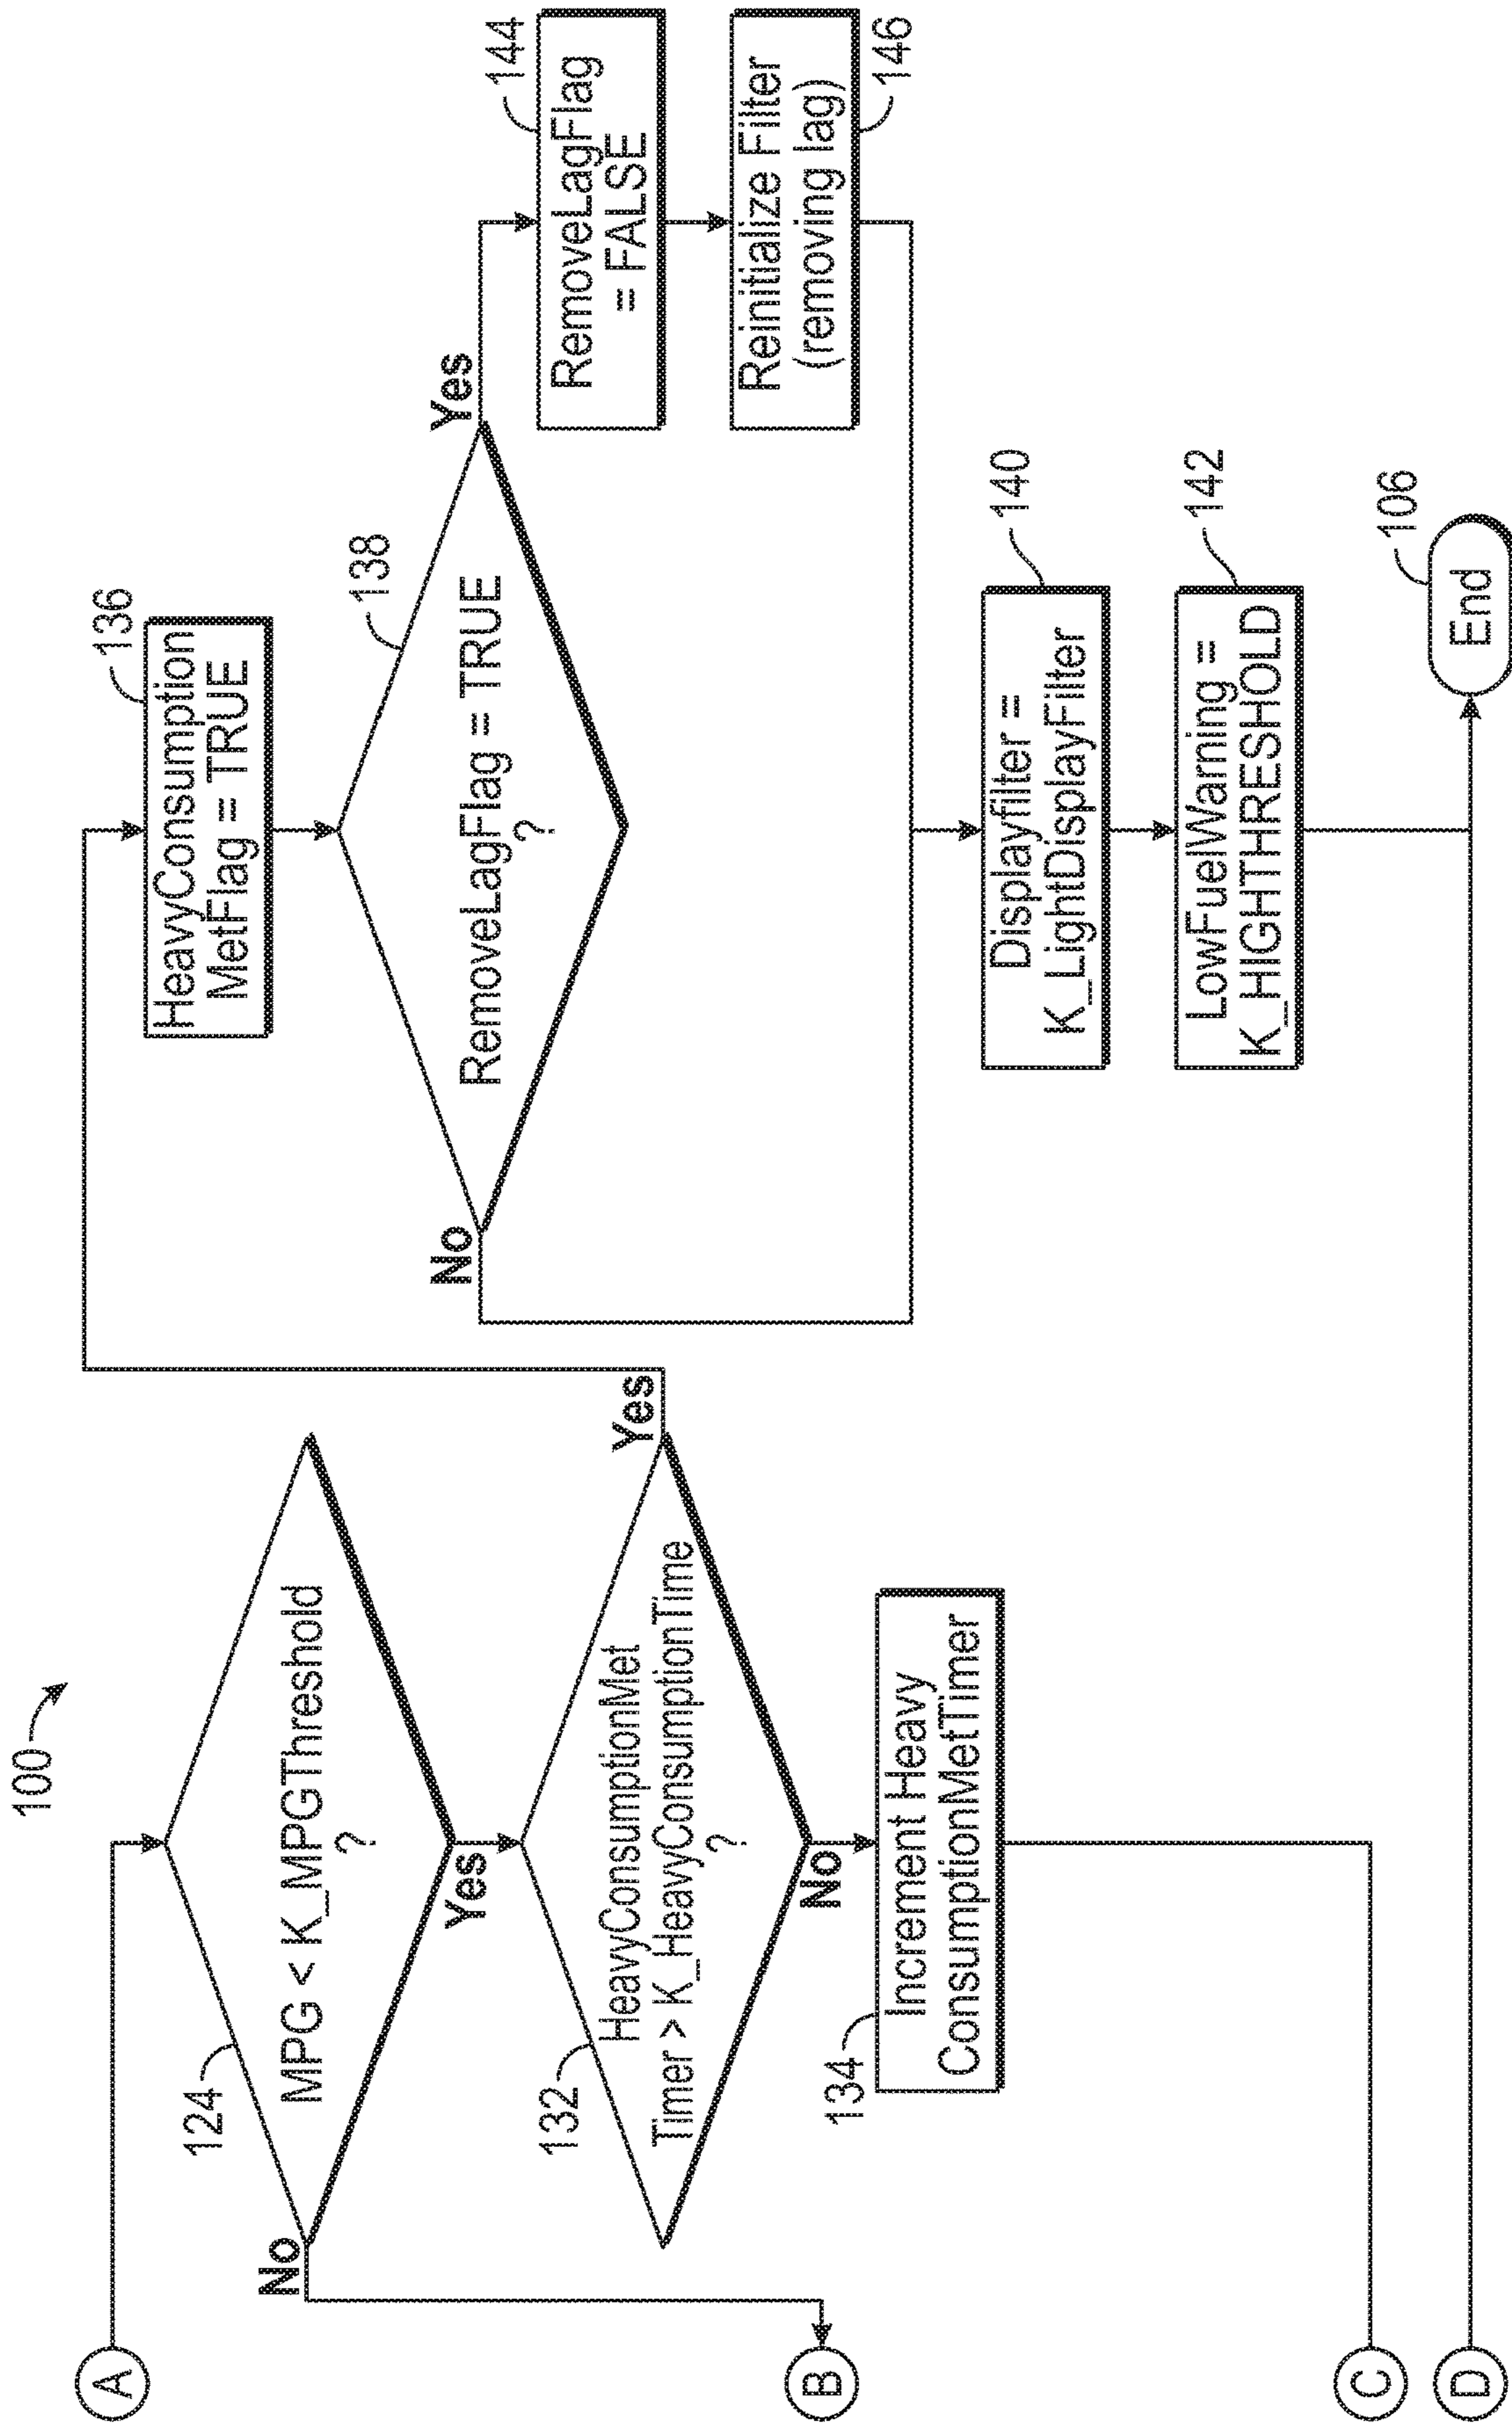 100
A
124
MPG < K_MPGThreshold
?
No
Yes
132
HeavyConsumptionMet
Timer > K_HeavyConsumptionTime
?
Yes
No
134
Increment Heavy
ConsumptionMetTimer
B
C
D
136
HeavyConsumption
MetFlag = TRUE
138
RemoveLagFlag = TRUE
?
No
Yes
144
RemoveLagFlag
= FALSE
146
Reinitialize Filter
(removing lag)
140
Displayfilter =
K_LightDisplayFilter
142
LowFuelWarning =
K_HIGHTHRESHOLD
106
End